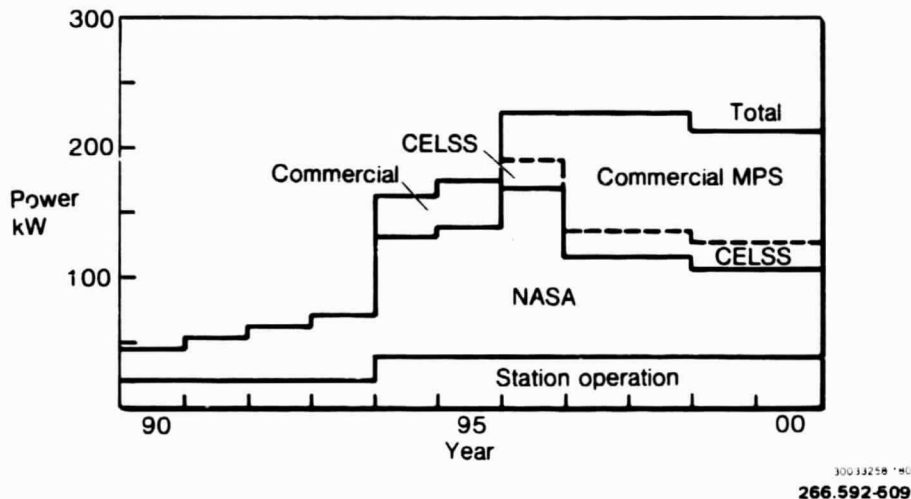 300
Total
200
CELSS
Commercial
Commercial MPS
Power
kW
100
CELSS
NASA
Station operation
90
95
00
Year
266.592-509